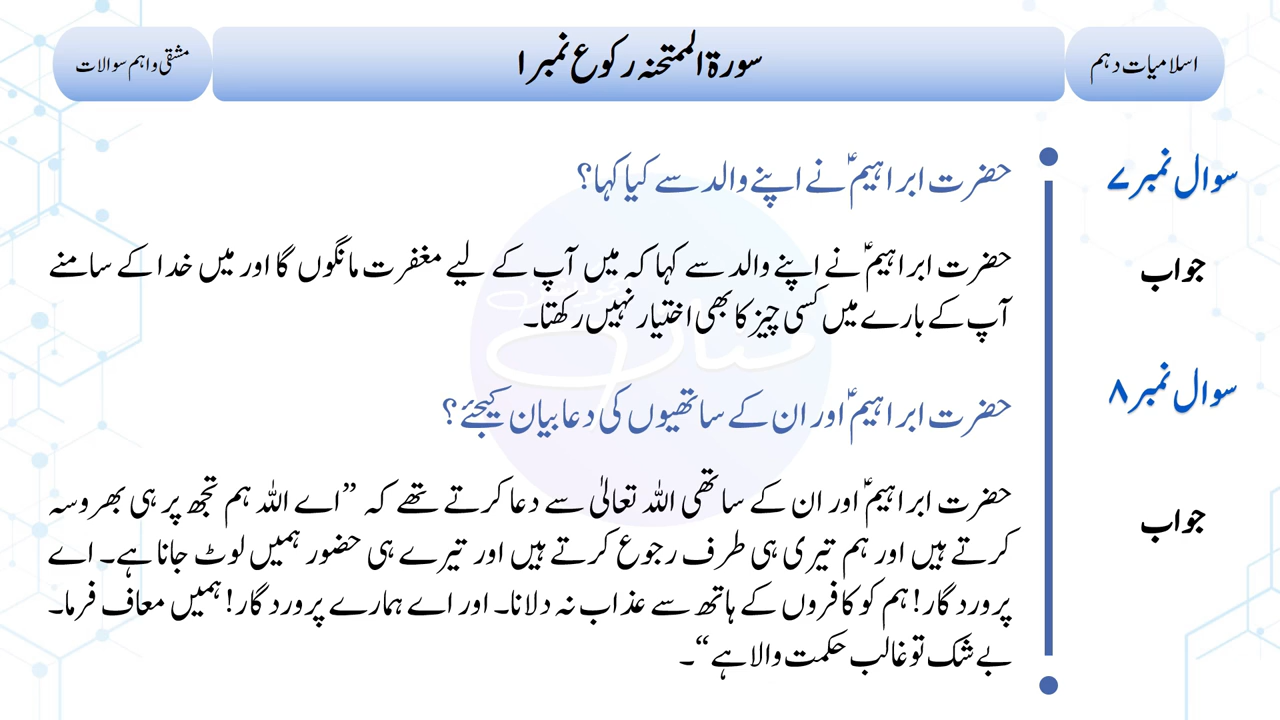 اسلامیات دہم
سورۃ الممتحنہ رکوع نمبر ۱
مشقی و اہم سوالات
سوال نمبر ۷
حضرت ابراہیمؑ نے اپنے والد سے کیا کہا؟
جواب
حضرت ابراہیمؑ نے اپنے والد سے کہا کہ میں آپ کے لیے مغفرت مانگوں گا اور میں خدا کے سامنے
آپ کے بارے میں کسی چیز کا بھی اختیار نہیں رکھتا۔
سوال نمبر ۸
حضرت ابراہیمؑ اور ان کے ساتھیوں کی دعا بیان کیجئے؟
جواب
حضرت ابراہیمؑ اور ان کے ساتھی اللہ تعالیٰ سے دعا کرتے تھے کہ ”اے اللہ ہم تجھ پر ہی بھروسہ
کرتے ہیں اور ہم تیری ہی طرف رجوع کرتے ہیں اور تیرے ہی حضور ہمیں لوٹ جانا ہے۔ اے
پروردگار! ہم کو کافروں کے ہاتھ سے عذاب نہ دلانا۔ اور اے ہمارے پروردگار! ہمیں معاف فرما۔
بے شک تو غالب حکمت والا ہے“۔